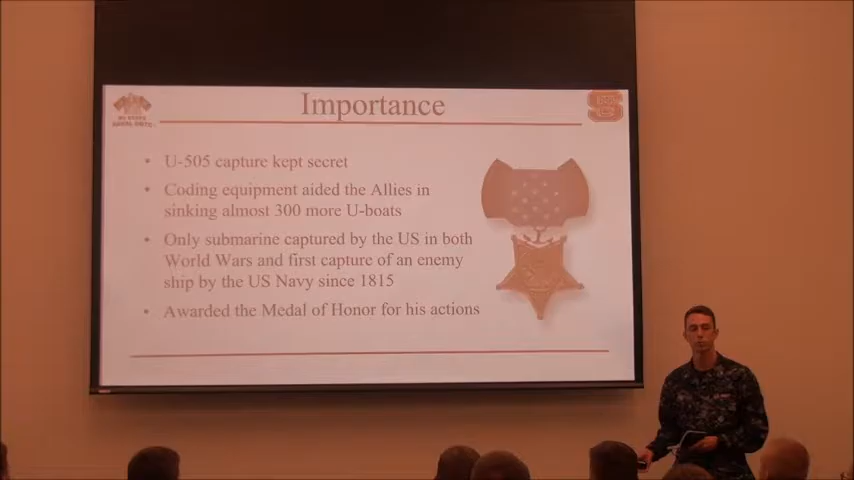 Importance
• U-505 capture kept secret
• Coding equipment aided the Allies in
sinking almost 300 more U-boats
• Only submarine captured by the US in both
World Wars and first capture of an enemy
ship by the US Navy since 1815
• Awarded the Medal of Honor for his actions